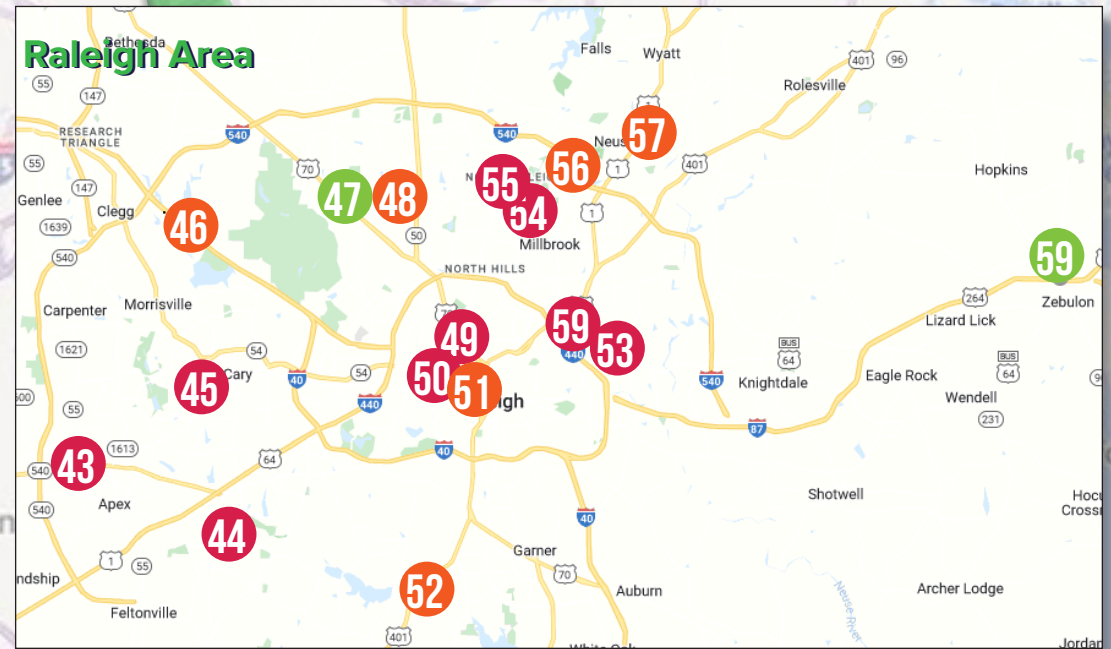 Bethesda
Raleigh Area
Falls
Wyatt
401
96
Rolesville
55
147
1
RESEARCH
TRIANGLE
540
540
57
401
55
70
56
1
Hopkins
147
47
48
55
54
Genlee
Clegg
1
46
1639
50
Millbrook
59
540
NORTH HILLS
264
Zebulon
Carpenter
Morrisville
Lizard Lick
49
59
53
440
1621
54
BUS
64
BUS
64
Cary
54
50
51
45
40
540
Knightdale
Eagle Rock
440
Wendell
55
231
87
1613
40
64
540
43
Apex
Shotwell
540
40
44
Garner
1
55
70
52
Auburn
Archer Lodge
Feltonville
Neuse River
401